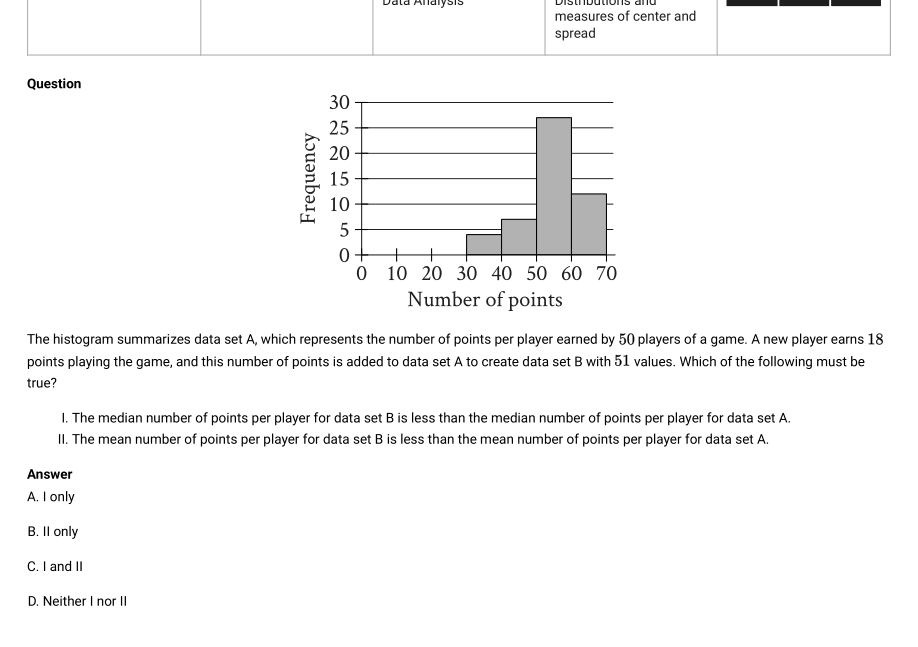 Data Analysis
Distributions and
measures of center and
spread
Question
30
25
20
15
10
5
0
Frequency
0 10 20 30 40 50 60 70
Number of points
The histogram summarizes data set A, which represents the number of points per player earned by 50 players of a game. A new player earns 18
points playing the game, and this number of points is added to data set A to create data set B with 51 values. Which of the following must be
true?
I. The median number of points per player for data set B is less than the median number of points per player for data set A.
II. The mean number of points per player for data set B is less than the mean number of points per player for data set A.
Answer
A. I only
B. II only
C. I and II
D. Neither I nor II